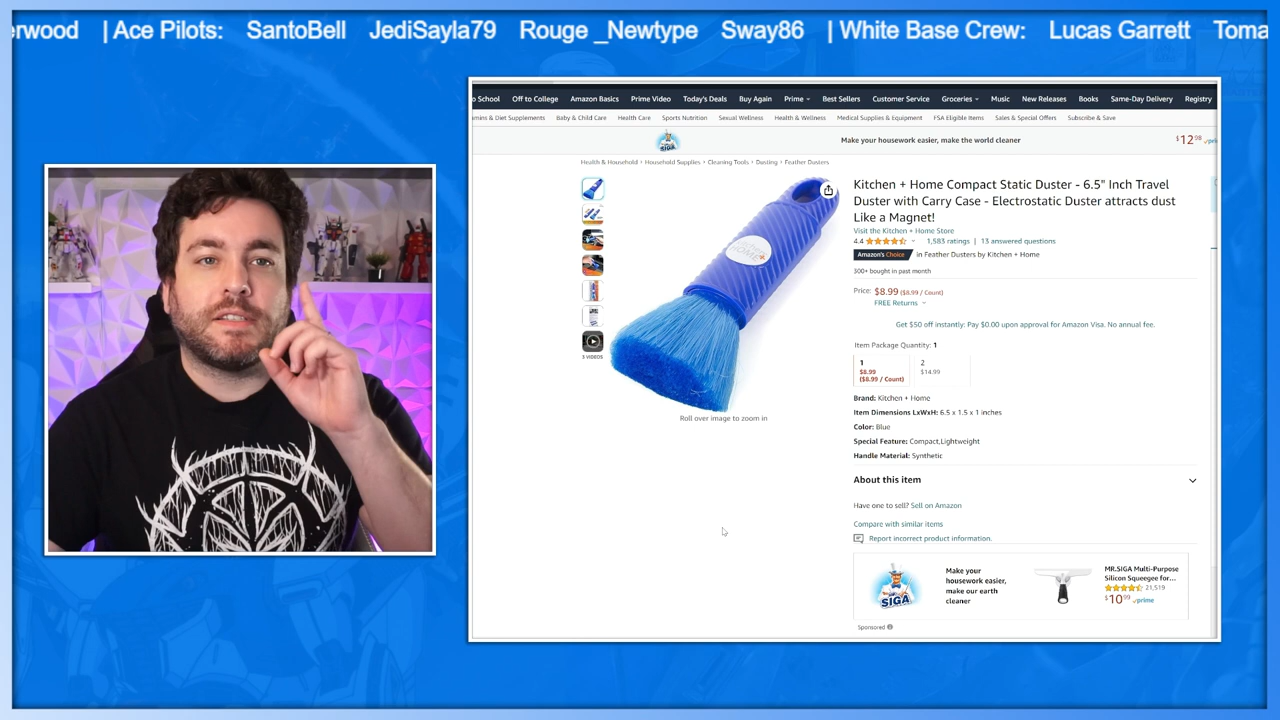 erwood | Ace Pilots: SantoBell JediSayla79 Rouge _Newtype Sway86 | White Base Crew: Lucas Garrett Toma
o School Off to College Amazon Basics Prime Video Today's Deals Buy Again Prime Best Sellers Customer Service Groceries Music New Releases Books Same-Day Delivery Registry
mins & Diet Supplements Baby & Child Care Health Care Sports Nutrition Sexual Wellness Health & Wellness Medical Supplies & Equipment FSA Eligible Items Sales & Special Offers Subscribe & Save
SIGA Make your housework easier, make the world cleaner $12.98
Health & Household › Household Supplies › Cleaning Tools › Dusting › Feather Dusters
Kitchen + Home Compact Static Duster - 6.5" Inch Travel
Duster with Carry Case - Electrostatic Duster attracts dust
Like a Magnet!
Visit the Kitchen + Home Store
4.4 1,583 ratings | 13 answered questions
Amazon's Choice in Feather Dusters by Kitchen + Home
300+ bought in past month
Price: $8.99 ($8.99 / Count)
FREE Returns
Get $50 off instantly: Pay $0.00 upon approval for Amazon Visa. No annual fee.
Item Package Quantity: 1
1 2
$8.99 $14.99
($8.99 / Count)
3 VIDEOS
Roll over image to zoom in
Brand: Kitchen + Home
Item Dimensions LxWxH: 6.5 x 1.5 x 1 inches
Color: Blue
Special Feature: Compact,Lightweight
Handle Material: Synthetic
About this item
Have one to sell? Sell on Amazon
Compare with similar items
Report incorrect product information.
SIGA
Make your
housework easier,
make our earth
cleaner
MR.SIGA Multi-Purpose
Silicon Squeegee for...
21,519
$10.99 prime
Sponsored